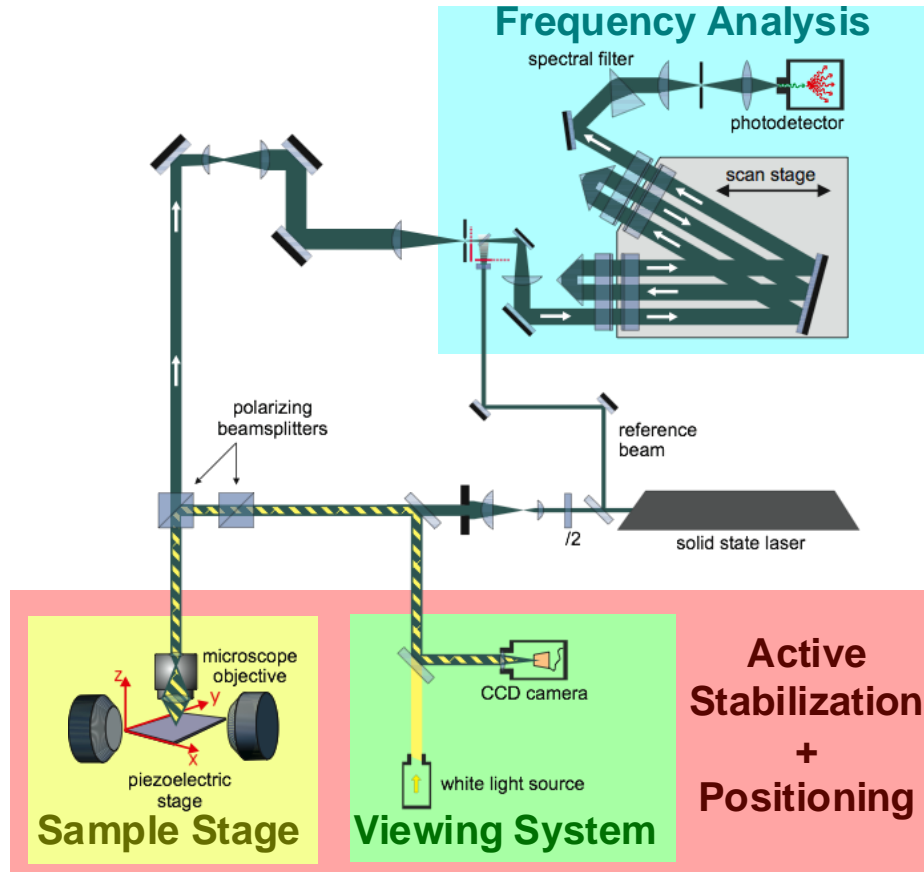 Frequency Analysis
spectral filter
photodetector
scan stage
polarizing
beamsplitters
reference
beam
/2
solid state laser
microscope
objective
z
y
x
piezoelectric
stage
Sample Stage
CCD camera
white light source
Viewing System
Active
Stabilization
+
Positioning